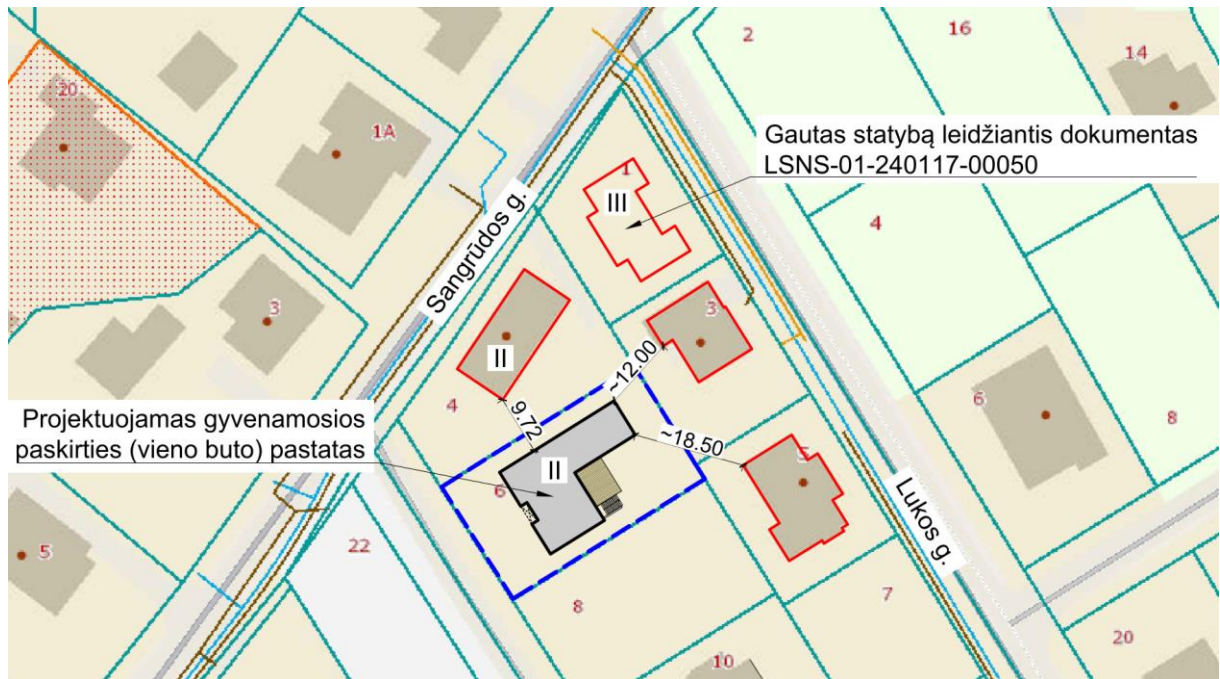 2
16
14
20
1A
Gautas statybą leidžiantis dokumentas
LSNS-01-240117-00050
1
III
4
Sangrūdos g.
3
3
II
~12.00
9.72
4
6
8
Projektuojamas gyvenamosios
paskirties (vieno buto) pastatas
~18.50
II
6
5
Lukos g.
5
22
8
7
20
10